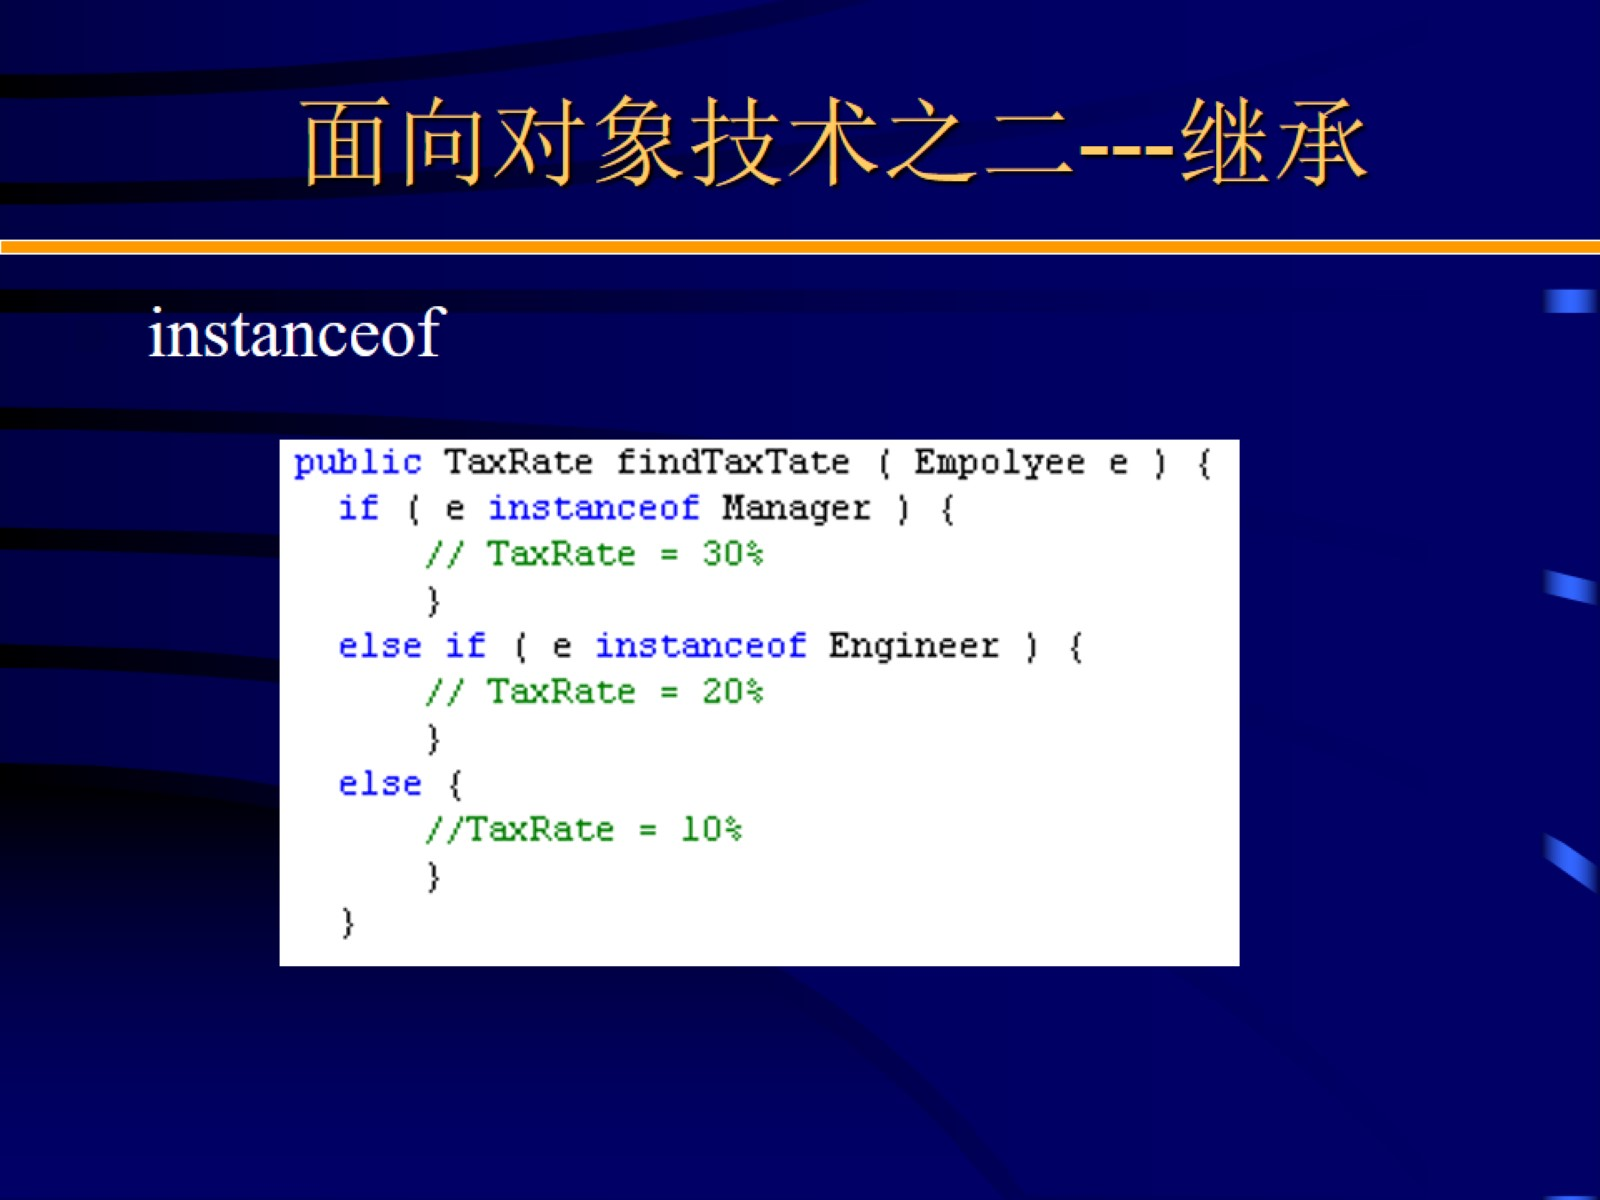 面向对象技术之二---继承
instanceof
public TaxRate findTaxTate ( Empolyee e ) {
if ( e instanceof Manager ) {
// TaxRate = 30%
}
else if ( e instanceof Engineer ) {
// TaxRate = 20%
}
else {
//TaxRate = 10%
}
}